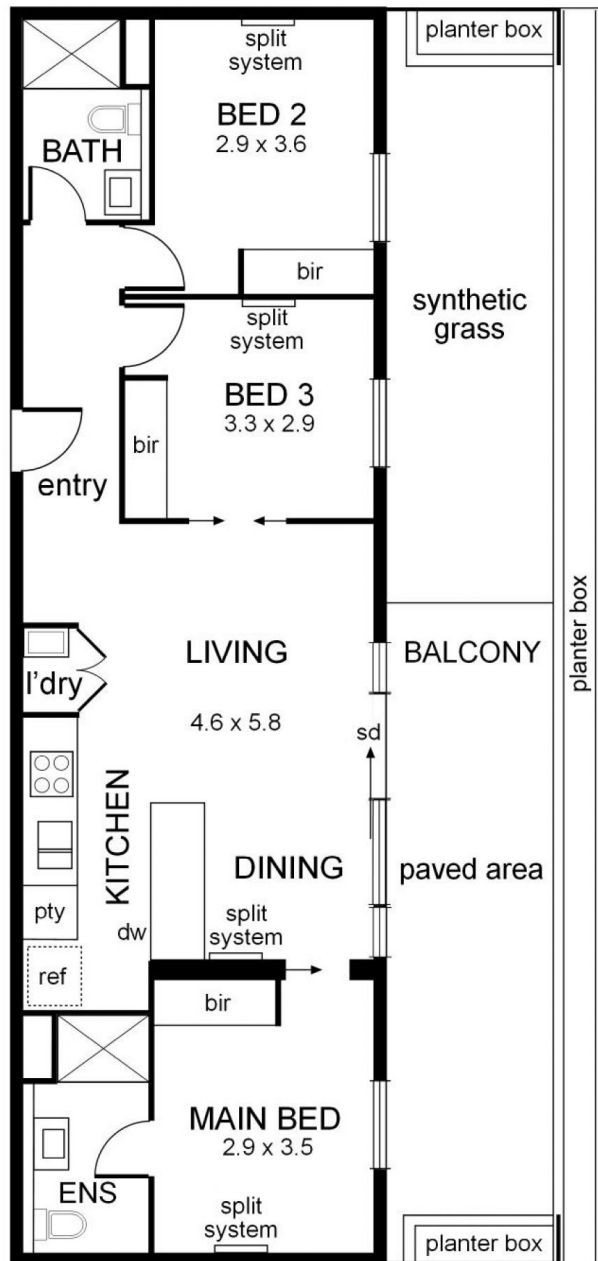 planter box
split
system
BED 2
2.9 x 3.6
BATH
bir
synthetic
grass
split
system
BED 3
3.3 x 2.9
bir
entry
planter box
LIVING
BALCONY
l'dry
4.6 x 5.8
sd
KITCHEN
DINING
paved area
pty
dw
split
system
ref
bir
MAIN BED
2.9 x 3.5
ENS
split
system
planter box